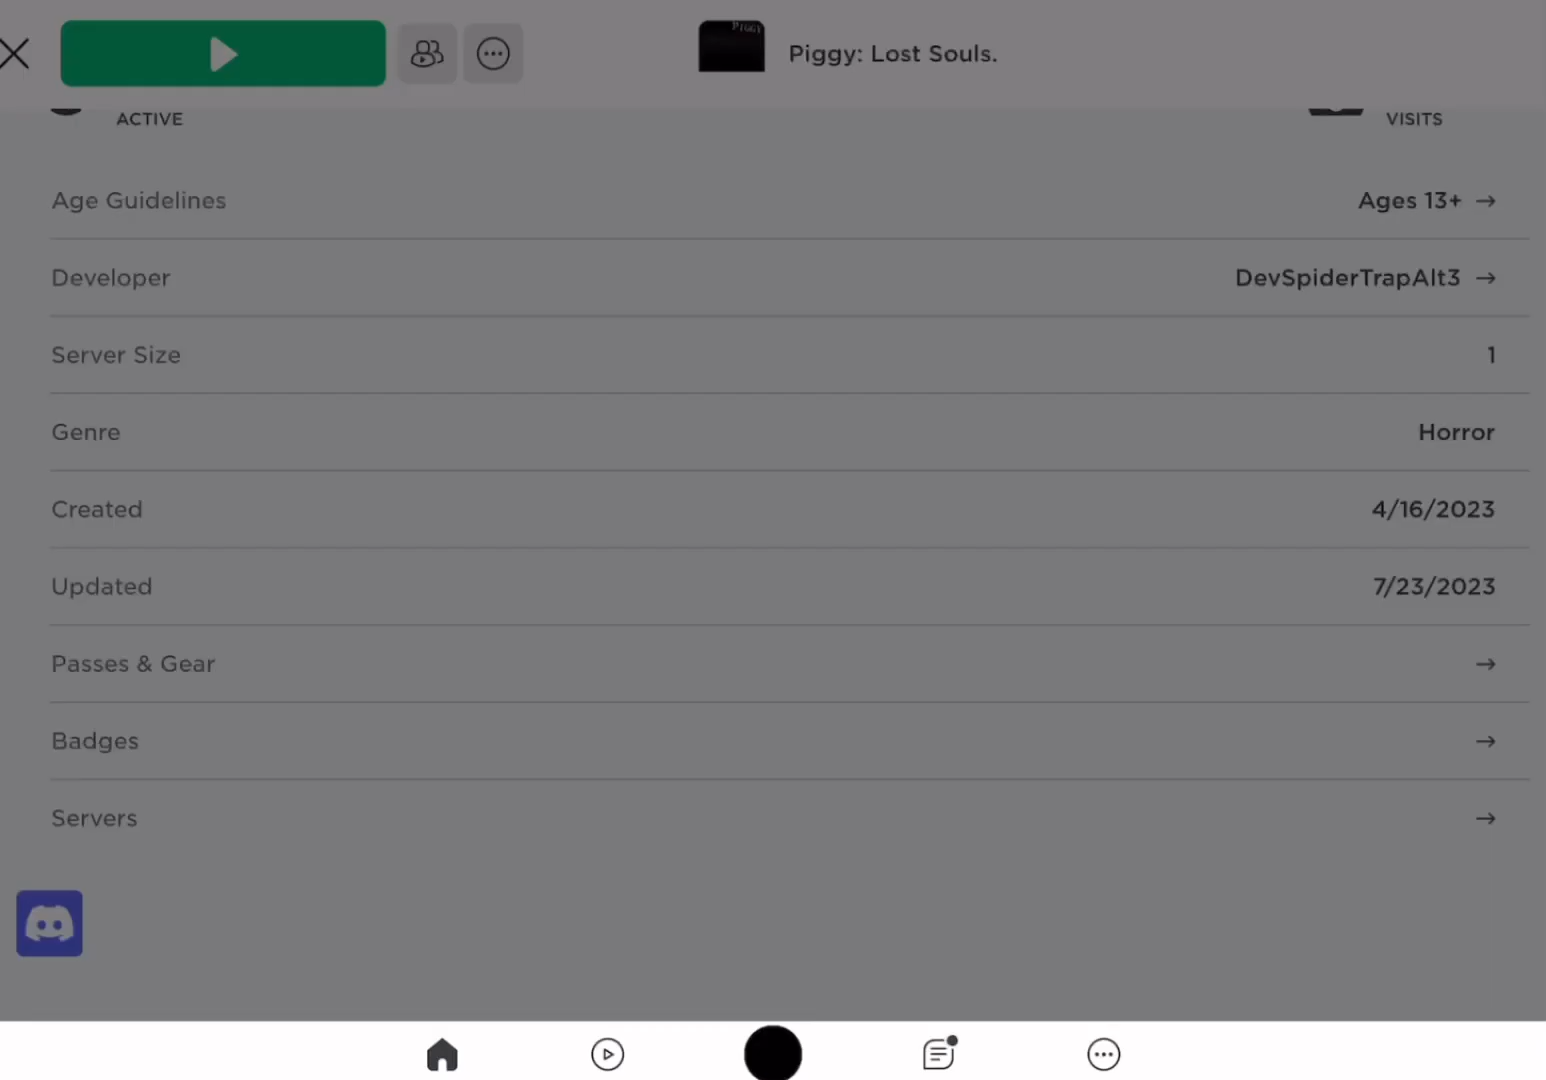 PIGGY
Piggy: Lost Souls.
ACTIVE
VISITS
Age Guidelines
Ages 13+
Developer
DevSpiderTrapAlt3
Server Size
1
Genre
Horror
Created
4/16/2023
Updated
7/23/2023
Passes & Gear
Badges
Servers